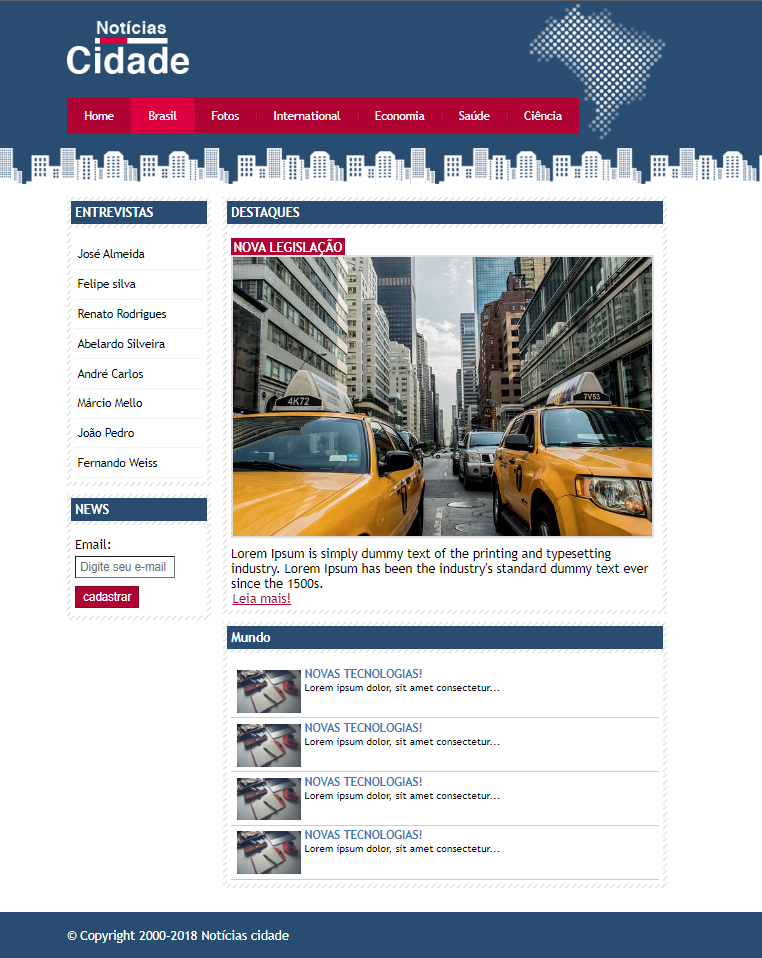 Notícias
Cidade
Home Brasil Fotos International Economia Saúde Ciência
ENTREVISTAS
José Almeida
Felipe silva
Renato Rodrigues
Abelardo Silveira
André Carlos
Márcio Mello
João Pedro
Fernando Weiss
NEWS
Email:
Digite seu e-mail
cadastrar
DESTAQUES
NOVA LEGISLAÇÃO
4K72
7V53
Lorem Ipsum is simply dummy text of the printing and typesetting
industry. Lorem Ipsum has been the industry's standard dummy text ever
since the 1500s.
Leia mais!
Mundo
NOVAS TECNOLOGIAS!
Lorem ipsum dolor, sit amet consectetur...
NOVAS TECNOLOGIAS!
Lorem ipsum dolor, sit amet consectetur...
NOVAS TECNOLOGIAS!
Lorem ipsum dolor, sit amet consectetur...
NOVAS TECNOLOGIAS!
Lorem ipsum dolor, sit amet consectetur...
© Copyright 2000-2018 Notícias cidade